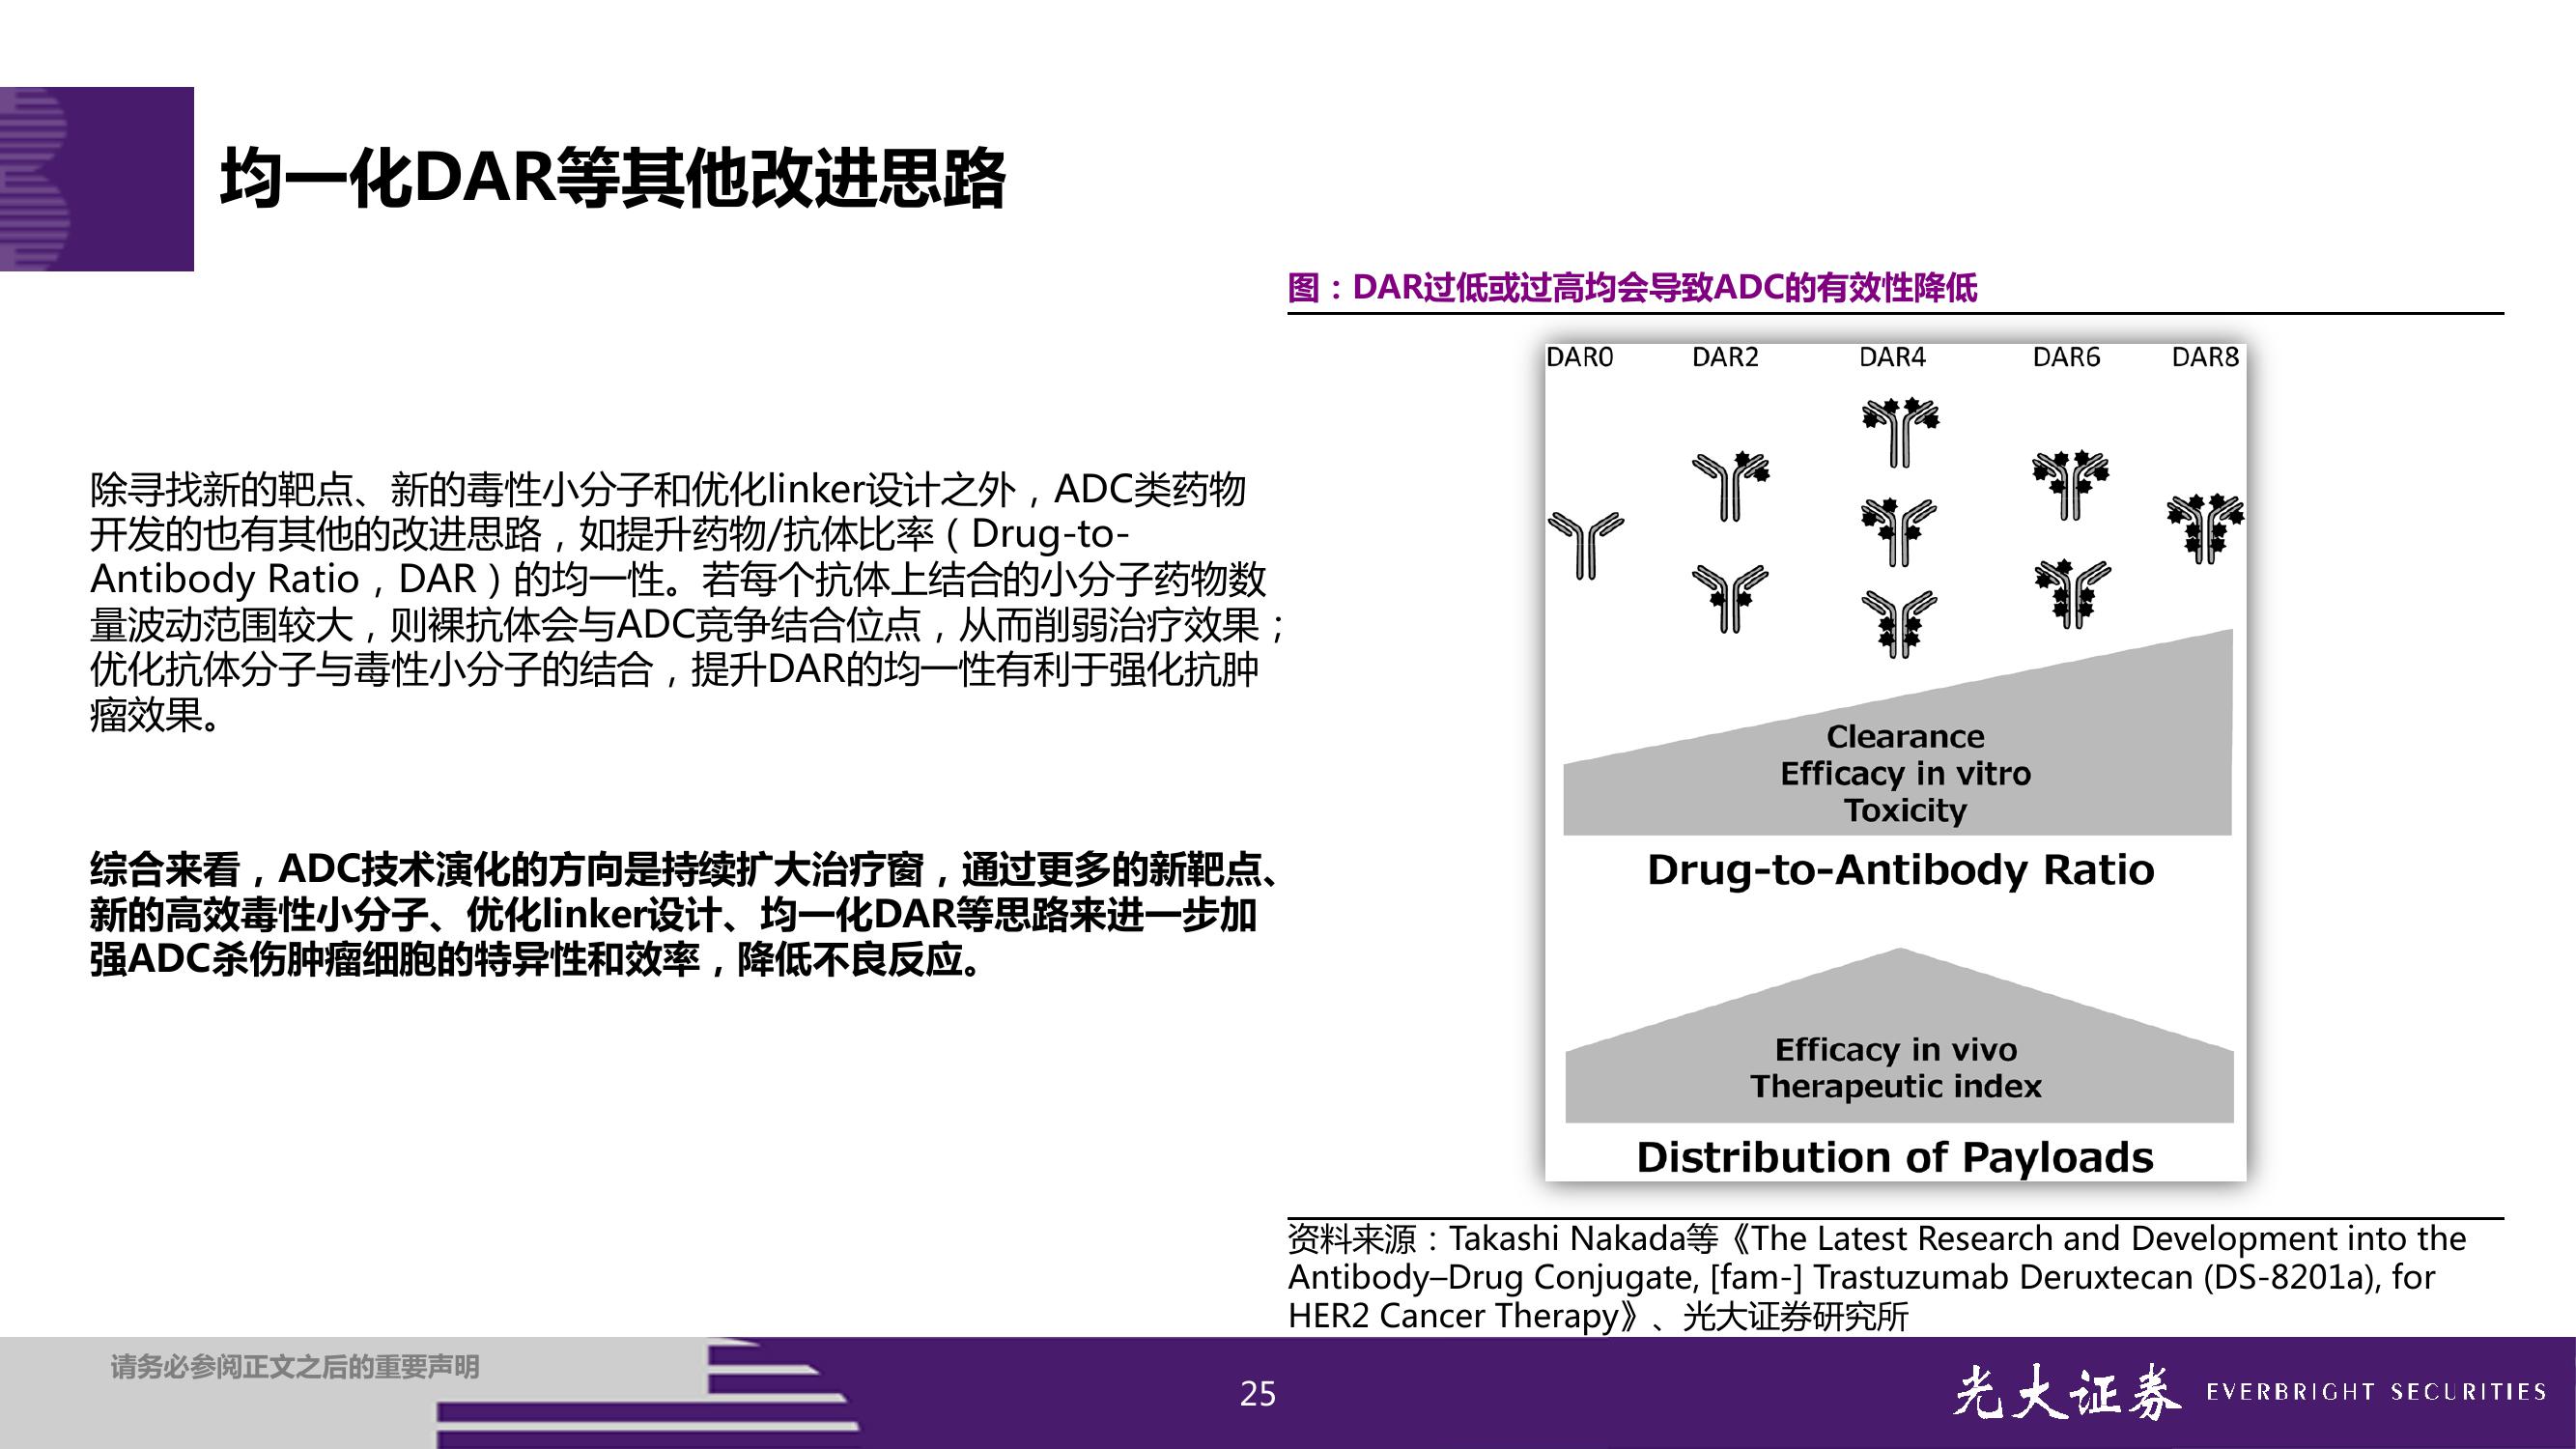 均一化DAR等其他改进思路
除寻找新的靶点、新的毒性小分子和优化linker设计之外，ADC类药物
开发的也有其他的改进思路，如提升药物/抗体比率（Drug-to-
Antibody Ratio，DAR）的均一性。若每个抗体上结合的小分子药物数
量波动范围较大，则裸抗体会与ADC竞争结合位点，从而削弱治疗效果；
优化抗体分子与毒性小分子的结合，提升DAR的均一性有利于强化抗肿
瘤效果。
综合来看，ADC技术演化的方向是持续扩大治疗窗，通过更多的新靶点、
新的高效毒性小分子、优化linker设计、均一化DAR等思路来进一步加
强ADC杀伤肿瘤细胞的特异性和效率，降低不良反应。
图：DAR过低或过高均会导致ADC的有效性降低
DAR0 DAR2 DAR4 DAR6 DAR8
Clearance
Efficacy in vitro
Toxicity
Drug-to-Antibody Ratio
Efficacy in vivo
Therapeutic index
Distribution of Payloads
资料来源：Takashi Nakada等《The Latest Research and Development into the
Antibody–Drug Conjugate, [fam-] Trastuzumab Deruxtecan (DS-8201a), for
HER2 Cancer Therapy》、光大证券研究所
请务必参阅正文之后的重要声明
25
光大证券 EVERBRIGHT SECURITIES